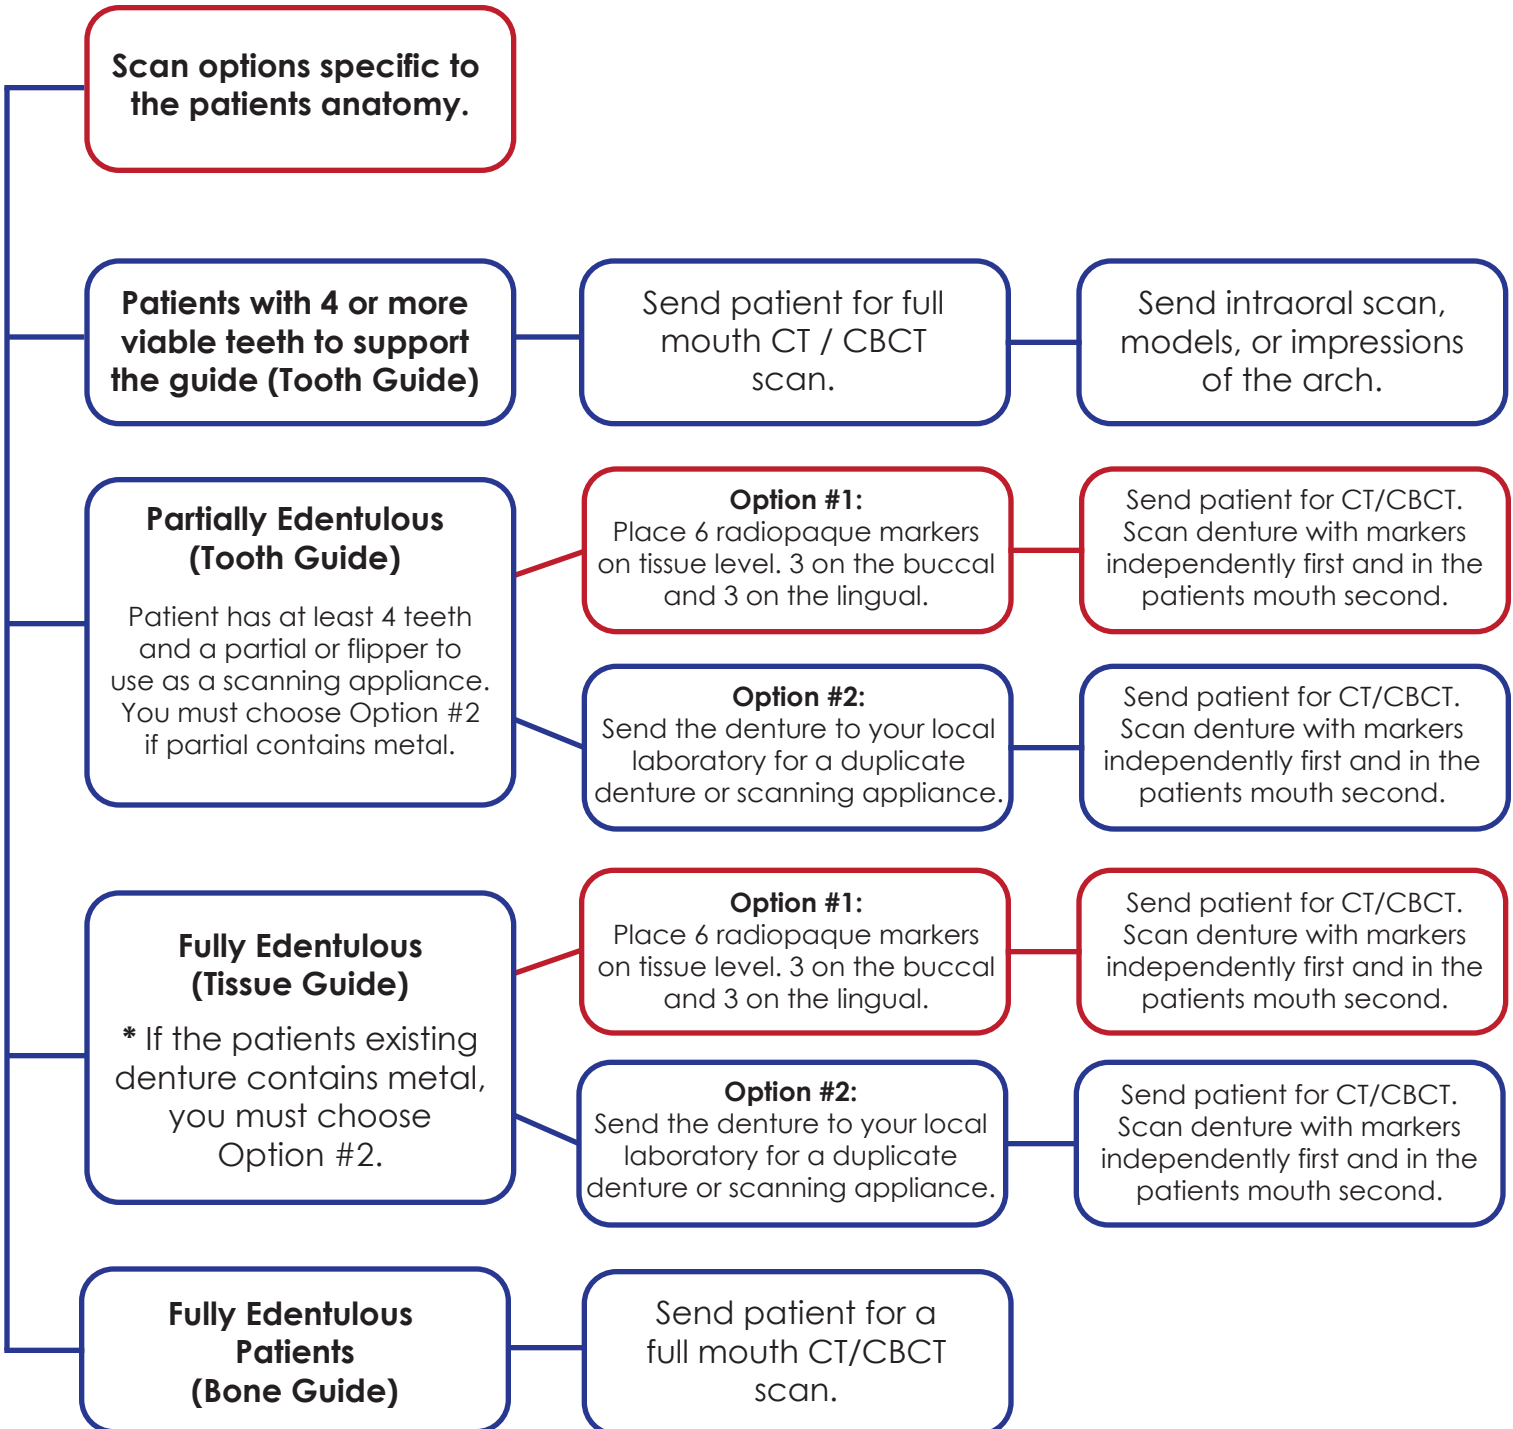 Scan options specific to
the patients anatomy.
Patients with 4 or more
viable teeth to support
the guide (Tooth Guide)
Send patient for full
mouth CT / CBCT
scan.
Send intraoral scan,
models, or impressions
of the arch.
Partially Edentulous
(Tooth Guide)
Patient has at least 4 teeth
and a partial or flipper to
use as a scanning appliance.
You must choose Option #2
if partial contains metal.
Option #1:
Place 6 radiopaque markers
on tissue level. 3 on the buccal
and 3 on the lingual.
Send patient for CT/CBCT.
Scan denture with markers
independently first and in the
patients mouth second.
Option #2:
Send the denture to your local
laboratory for a duplicate
denture or scanning appliance.
Send patient for CT/CBCT.
Scan denture with markers
independently first and in the
patients mouth second.
Fully Edentulous
(Tissue Guide)
* If the patients existing
denture contains metal,
you must choose
Option #2.
Option #1:
Place 6 radiopaque markers
on tissue level. 3 on the buccal
and 3 on the lingual.
Send patient for CT/CBCT.
Scan denture with markers
independently first and in the
patients mouth second.
Option #2:
Send the denture to your local
laboratory for a duplicate
denture or scanning appliance.
Send patient for CT/CBCT.
Scan denture with markers
independently first and in the
patients mouth second.
Fully Edentulous
Patients
(Bone Guide)
Send patient for a
full mouth CT/CBCT
scan.